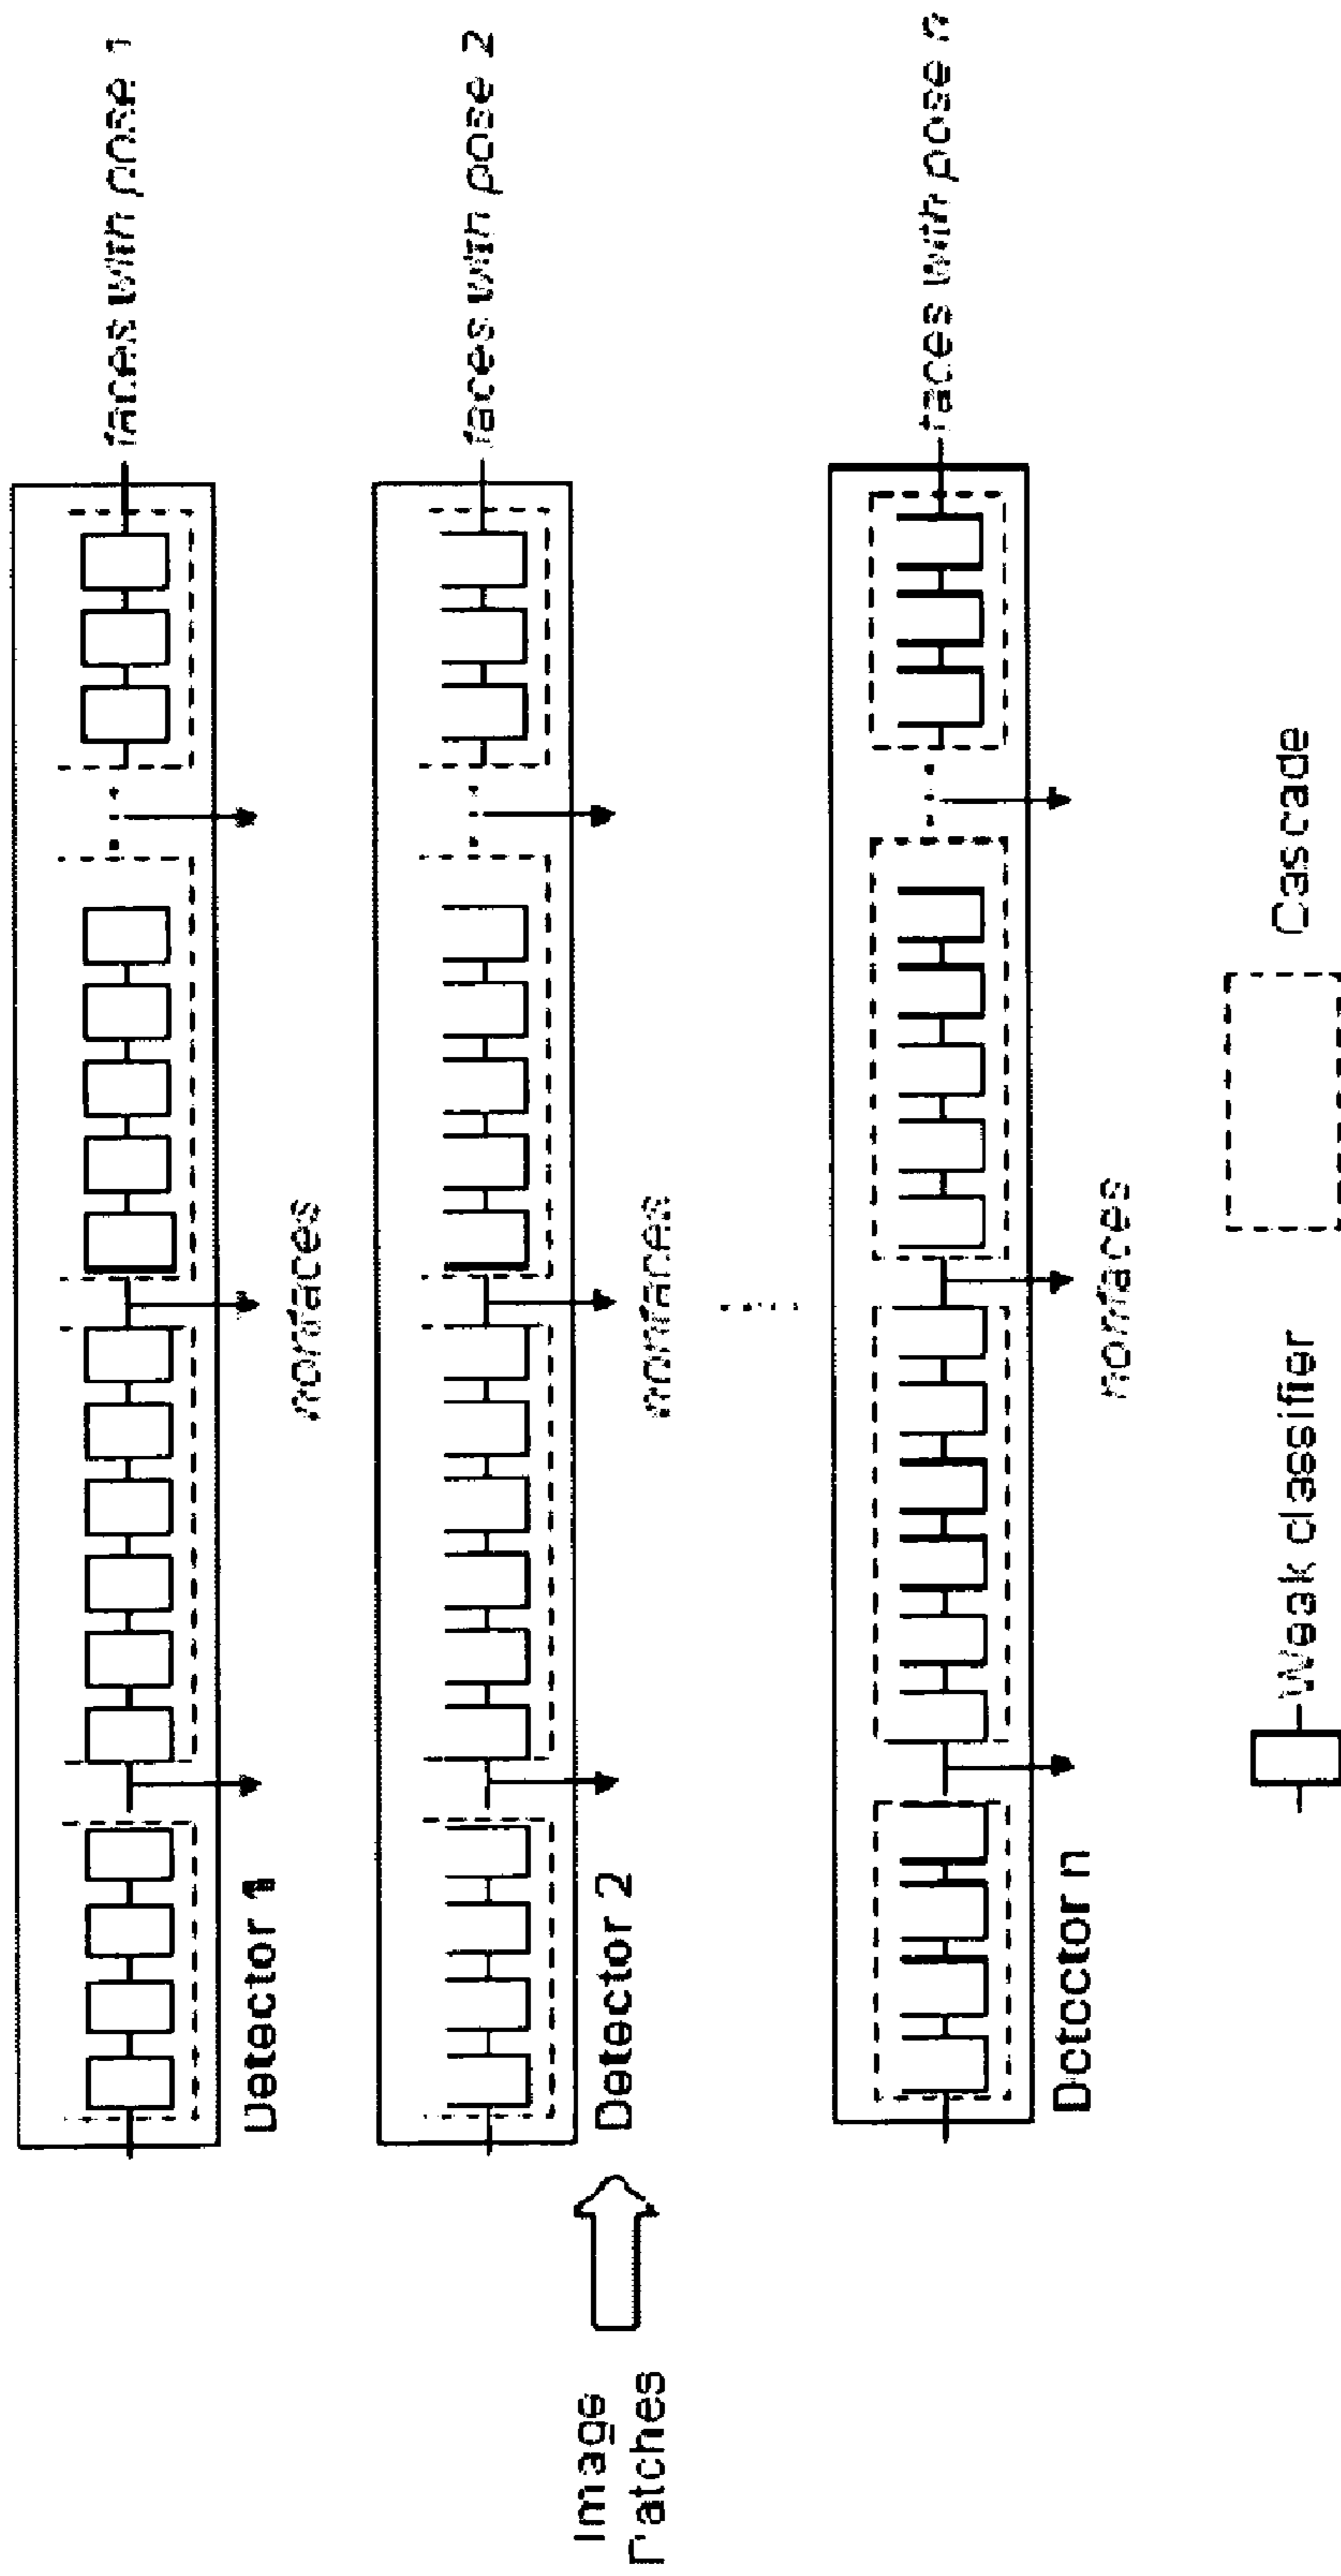 faces with pose 1
Detector 1
nonfaces
faces with pose 2
Image
Patches
Detector 2
nonfaces
faces with pose n
Detector n
nonfaces
Weak classifier
Cascade